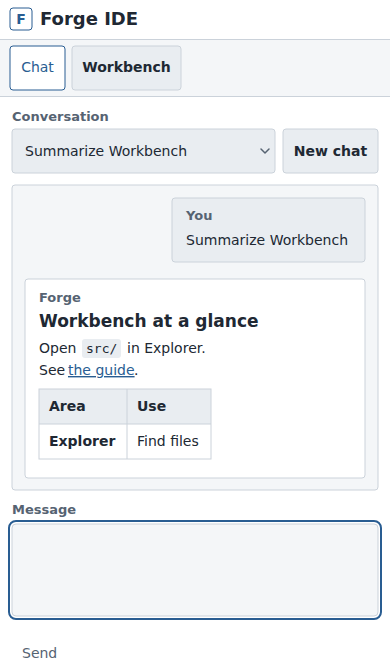 F Forge IDE
Chat Workbench
Conversation
Summarize Workbench New chat
You
Summarize Workbench
Forge
Workbench at a glance
Open src/ in Explorer.
See the guide.
Area Use
Explorer Find files
Message
Send